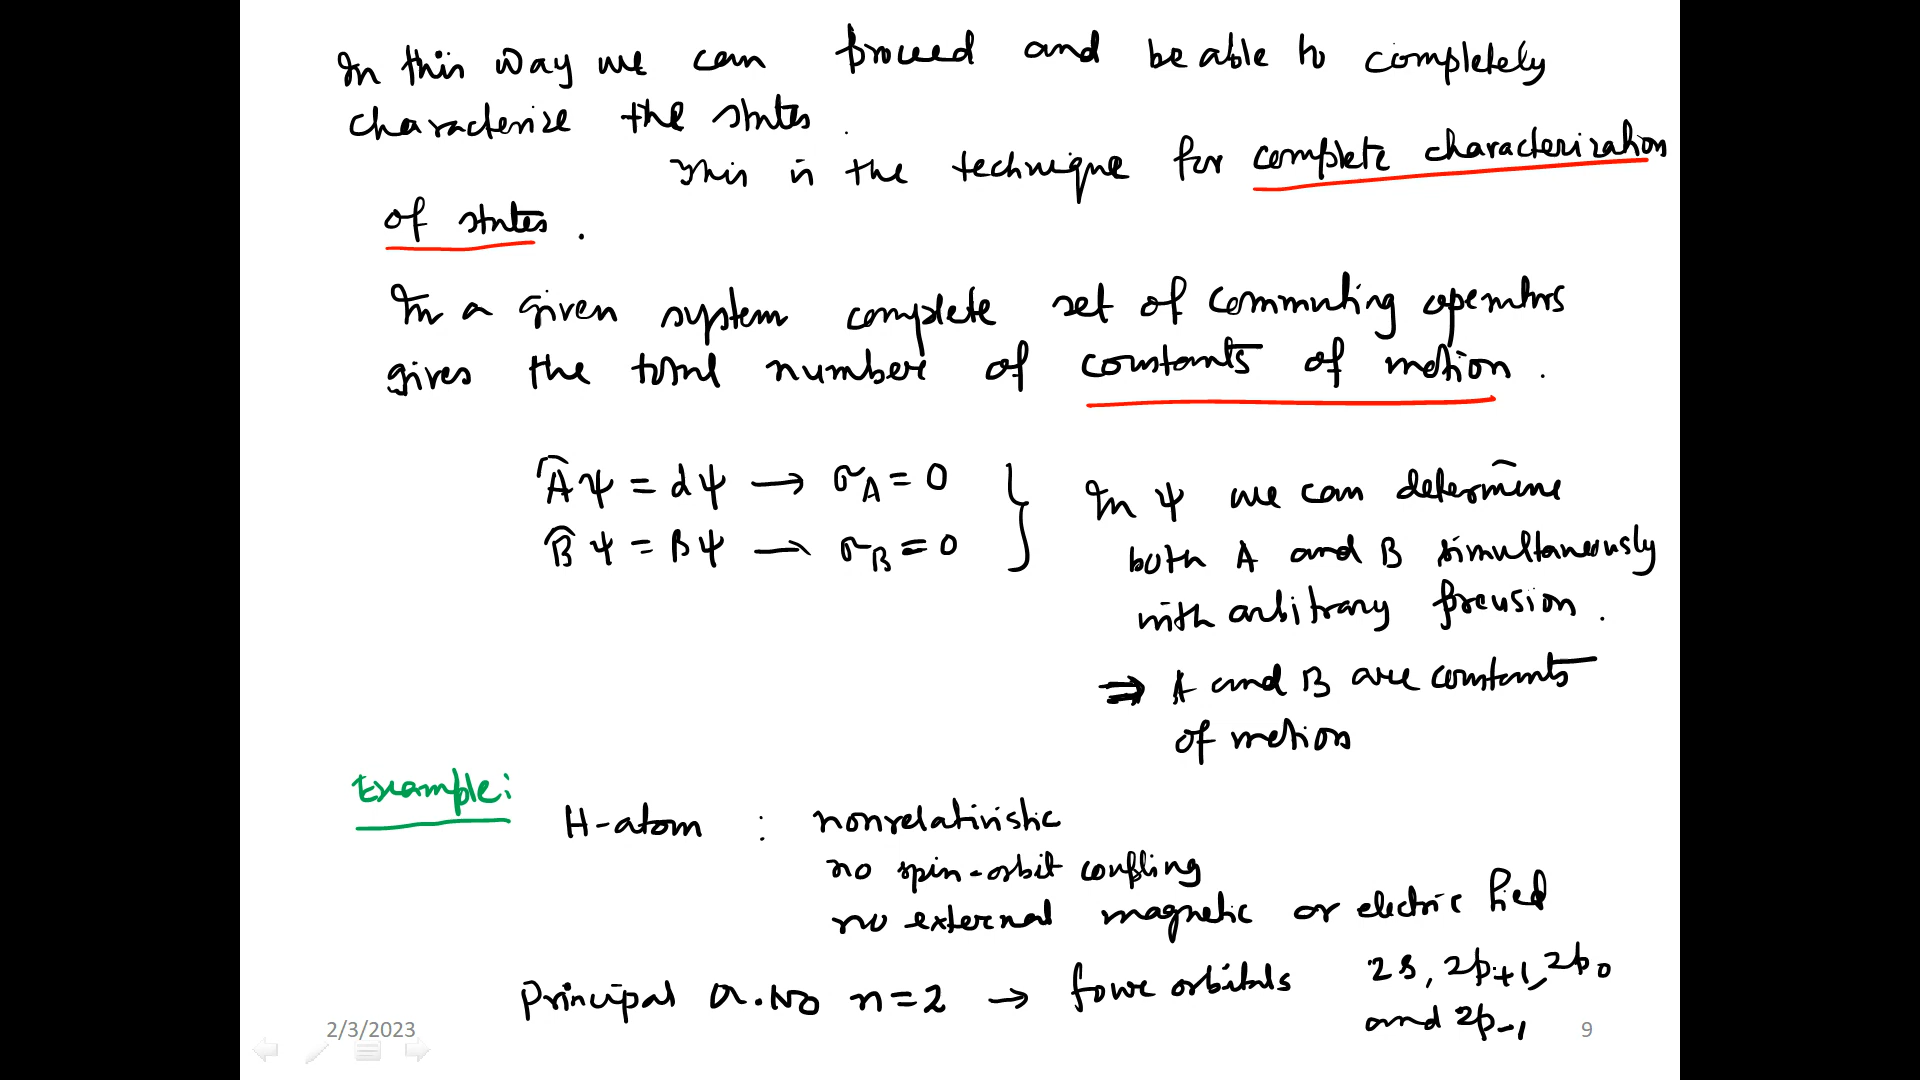 In this way we can proceed and be able to completely
characterize the states.
This is the technique for complete characterization
of states.
In a given system complete set of commuting operators
gives the total number of constants of motion.
Âψ = αψ → σ_A = 0
B̂ψ = βψ → σ_B = 0
In ψ we can determine
both A and B simultaneously
with arbitrary precision.
⇒ A and B are constants
of motion
Example:
H-atom : nonrelativistic
no spin-orbit coupling
no external magnetic or electric field
Principal Q.No n=2 → four orbitals 2s, 2p+1, 2p0
and 2p-1
2/3/2023
9